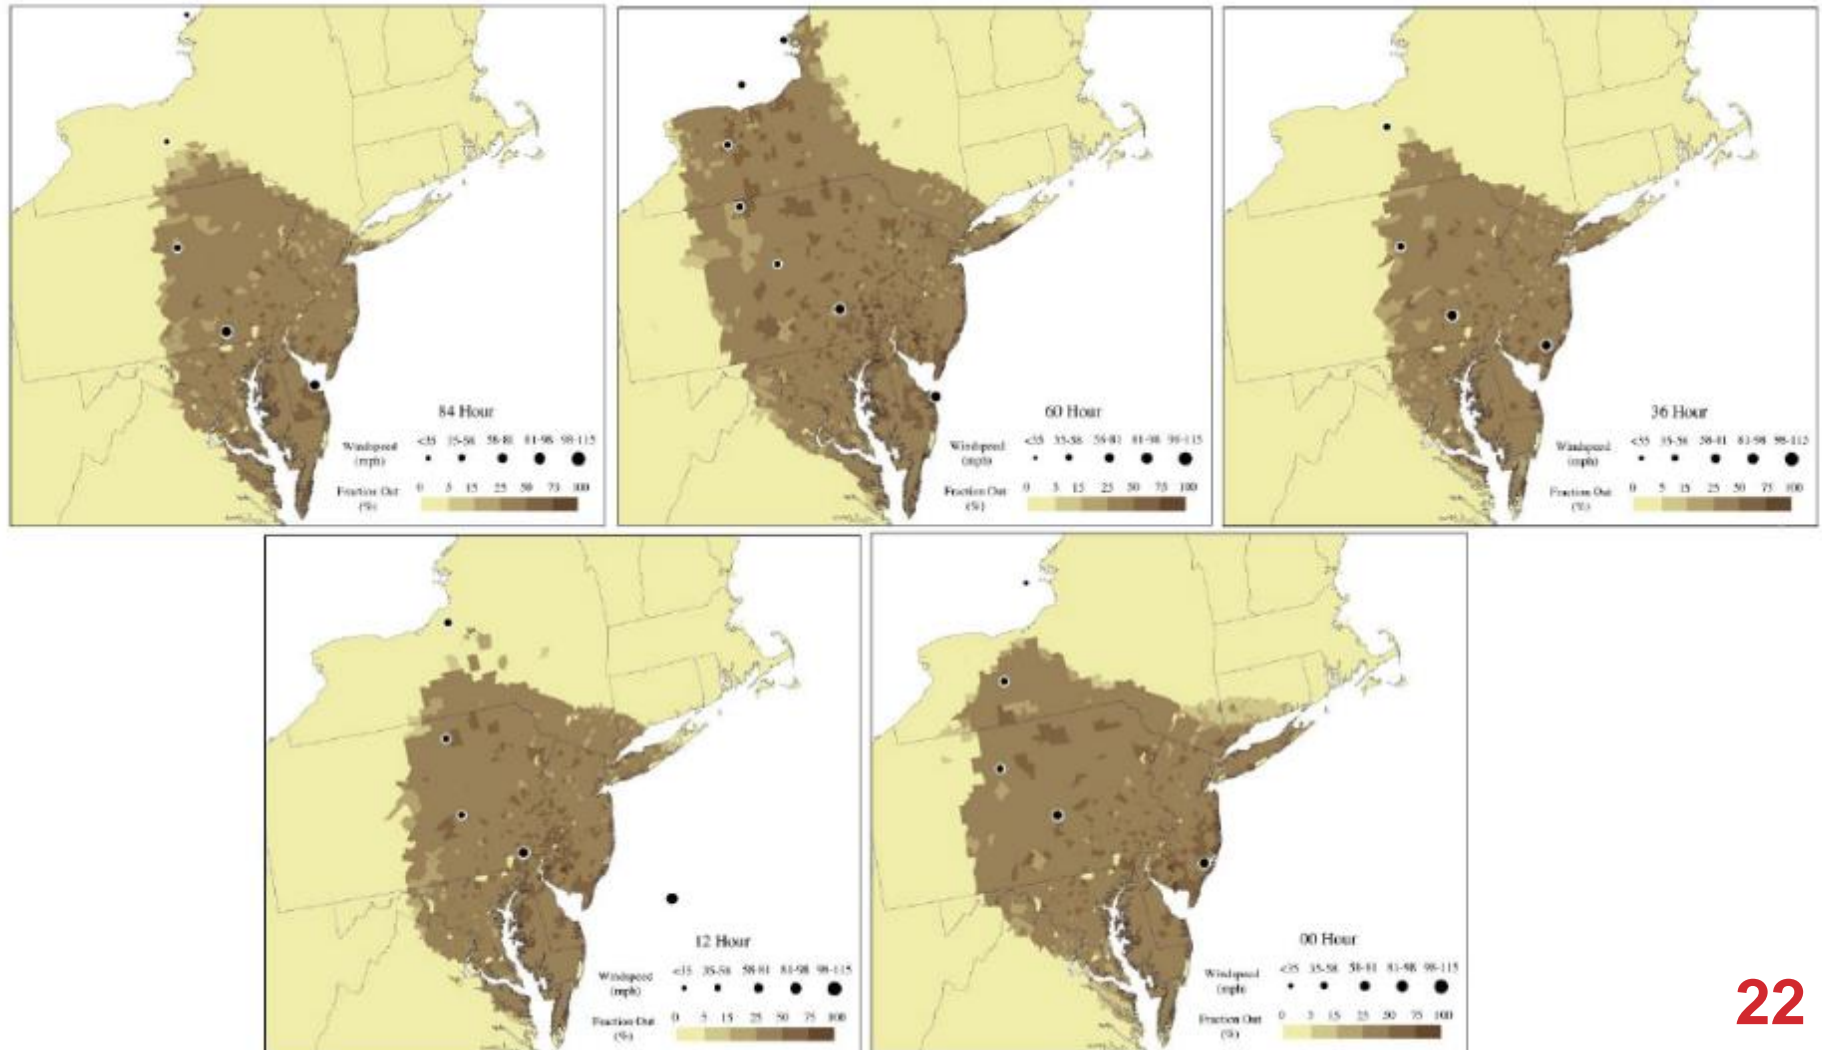 84 Hour
Windspeed <35 35-58 58-81 81-98 98-115
(mph)
Fraction Out 0 5 15 25 50 75 100
(%)
60 Hour
Windspeed <35 35-58 58-81 81-98 98-115
(mph)
Fraction Out 0 5 15 25 50 75 100
(%)
36 Hour
Windspeed <35 35-58 58-81 81-98 98-115
(mph)
Fraction Out 0 5 15 25 50 75 100
(%)
12 Hour
Windspeed <35 35-58 58-81 81-98 98-115
(mph)
Fraction Out 0 5 15 25 50 75 100
(%)
00 Hour
Windspeed <35 35-58 58-81 81-98 98-115
(mph)
Fraction Out 0 5 15 25 50 75 100
(%)
22